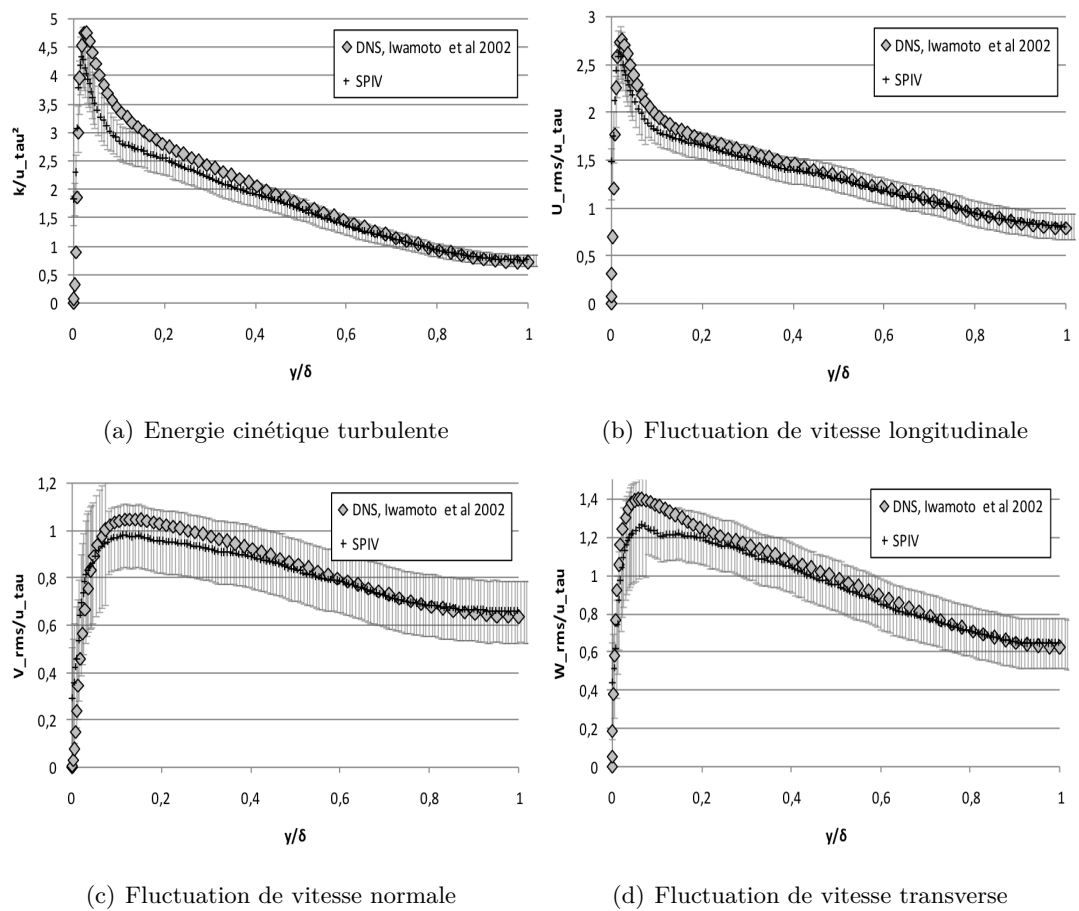 5
4,5
4
3,5
3
2,5
2
1,5
1
0,5
0
k/u_tau²
DNS, Iwamoto et al 2002
SPIV
0 0,2 0,4 0,6 0,8 1
y/δ
(a) Energie cinétique turbulente
3
2,5
2
1,5
1
0,5
0
U_rms/u_tau
DNS, Iwamoto et al 2002
SPIV
0 0,2 0,4 0,6 0,8 1
y/δ
(b) Fluctuation de vitesse longitudinale
1,2
1
0,8
0,6
0,4
0,2
0
V_rms/u_tau
DNS, Iwamoto et al 2002
SPIV
0 0,2 0,4 0,6 0,8 1
y/δ
(c) Fluctuation de vitesse normale
1,4
1,2
1
0,8
0,6
0,4
0,2
0
W_rms/u_tau
DNS, Iwamoto et al 2002
SPIV
0 0,2 0,4 0,6 0,8 1
y/δ
(d) Fluctuation de vitesse transverse